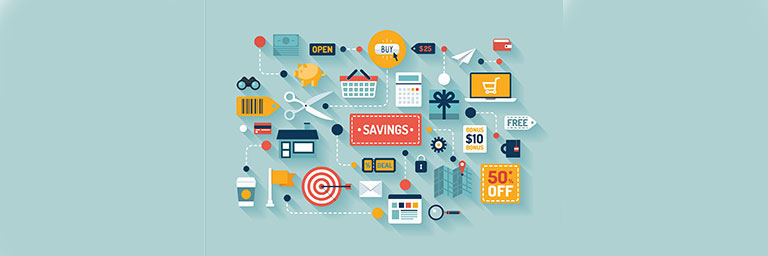 OPEN
BUY
$25
SAVINGS
FREE
BONUS
$10
BONUS
% DEAL
50%
OFF